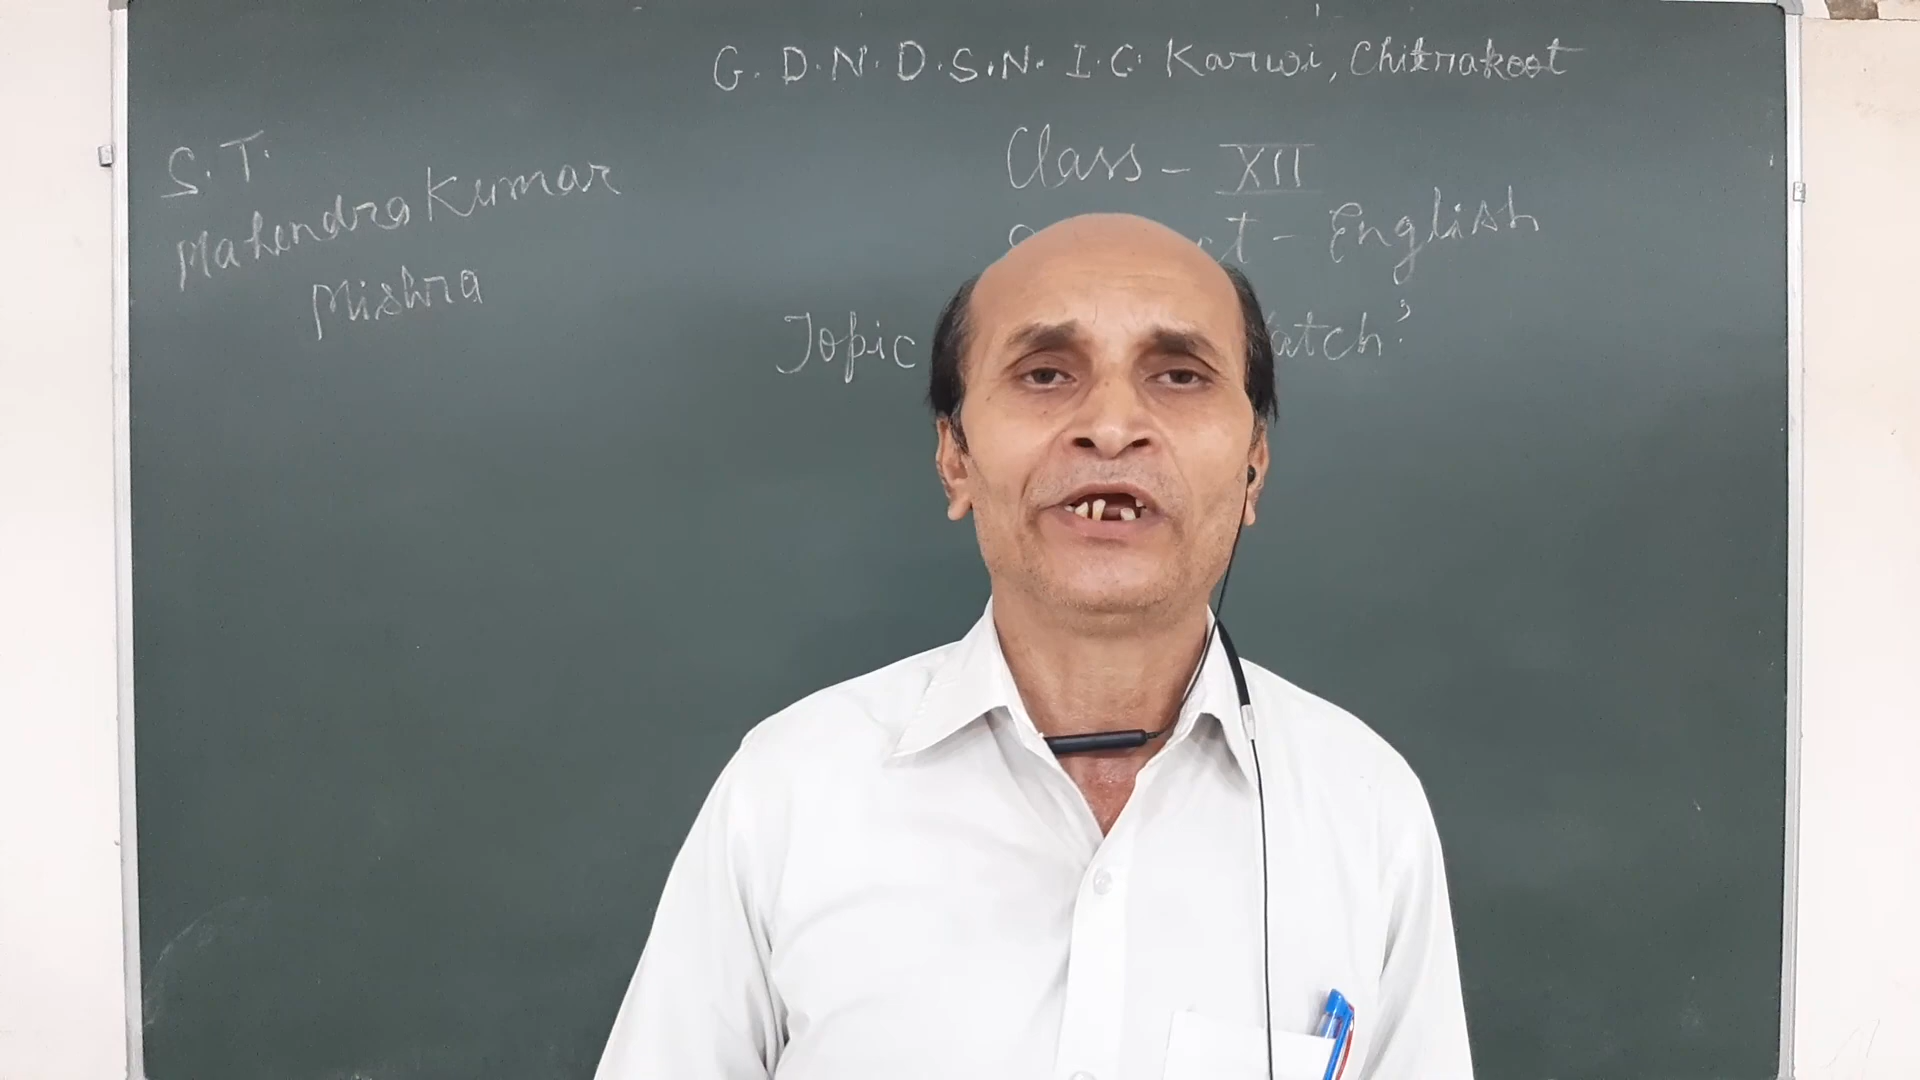 G. D. N. D. S. N. I. C. Karwi, Chitrakoot
S. T.
Mahendra Kumar
Mishra
Class - XII
- English
Topic